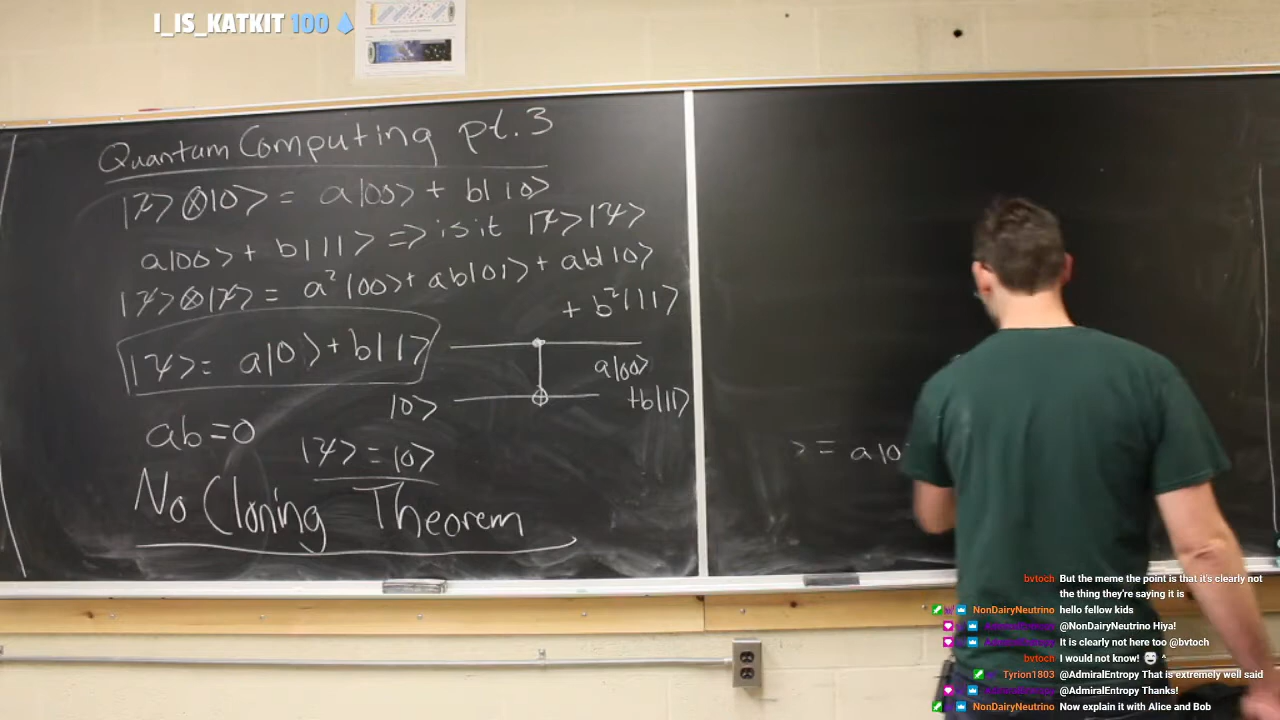 I_IS_KATKIT 100
Quantum Computing pt.3
|ψ>⊗|0> = a|00> + b|10>
a|00> + b|11> => is it |ψ>|ψ>
|ψ>⊗|ψ> = a²|00> + ab|01> + ab|10>
+ b²|11>
|ψ> = a|0> + b|1>
a|00>
+b|11>
|0>
ab=0
|ψ> = |0>
No Cloning Theorem
> = a|0
bvtoch But the meme the point is that it's clearly not
the thing they're saying it is
NonDairyNeutrino hello fellow kids
@NonDairyNeutrino Hiya!
It is clearly not here too @bvtoch
bvtoch I would not know! ^
Tyrion1803 @AdmiralEntropy That is extremely well said
@AdmiralEntropy Thanks!
NonDairyNeutrino Now explain it with Alice and Bob